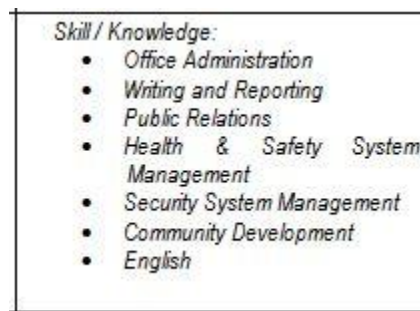 Skill / Knowledge:
• Office Administration
• Writing and Reporting
• Public Relations
• Health & Safety System
Management
• Security System Management
• Community Development
• English